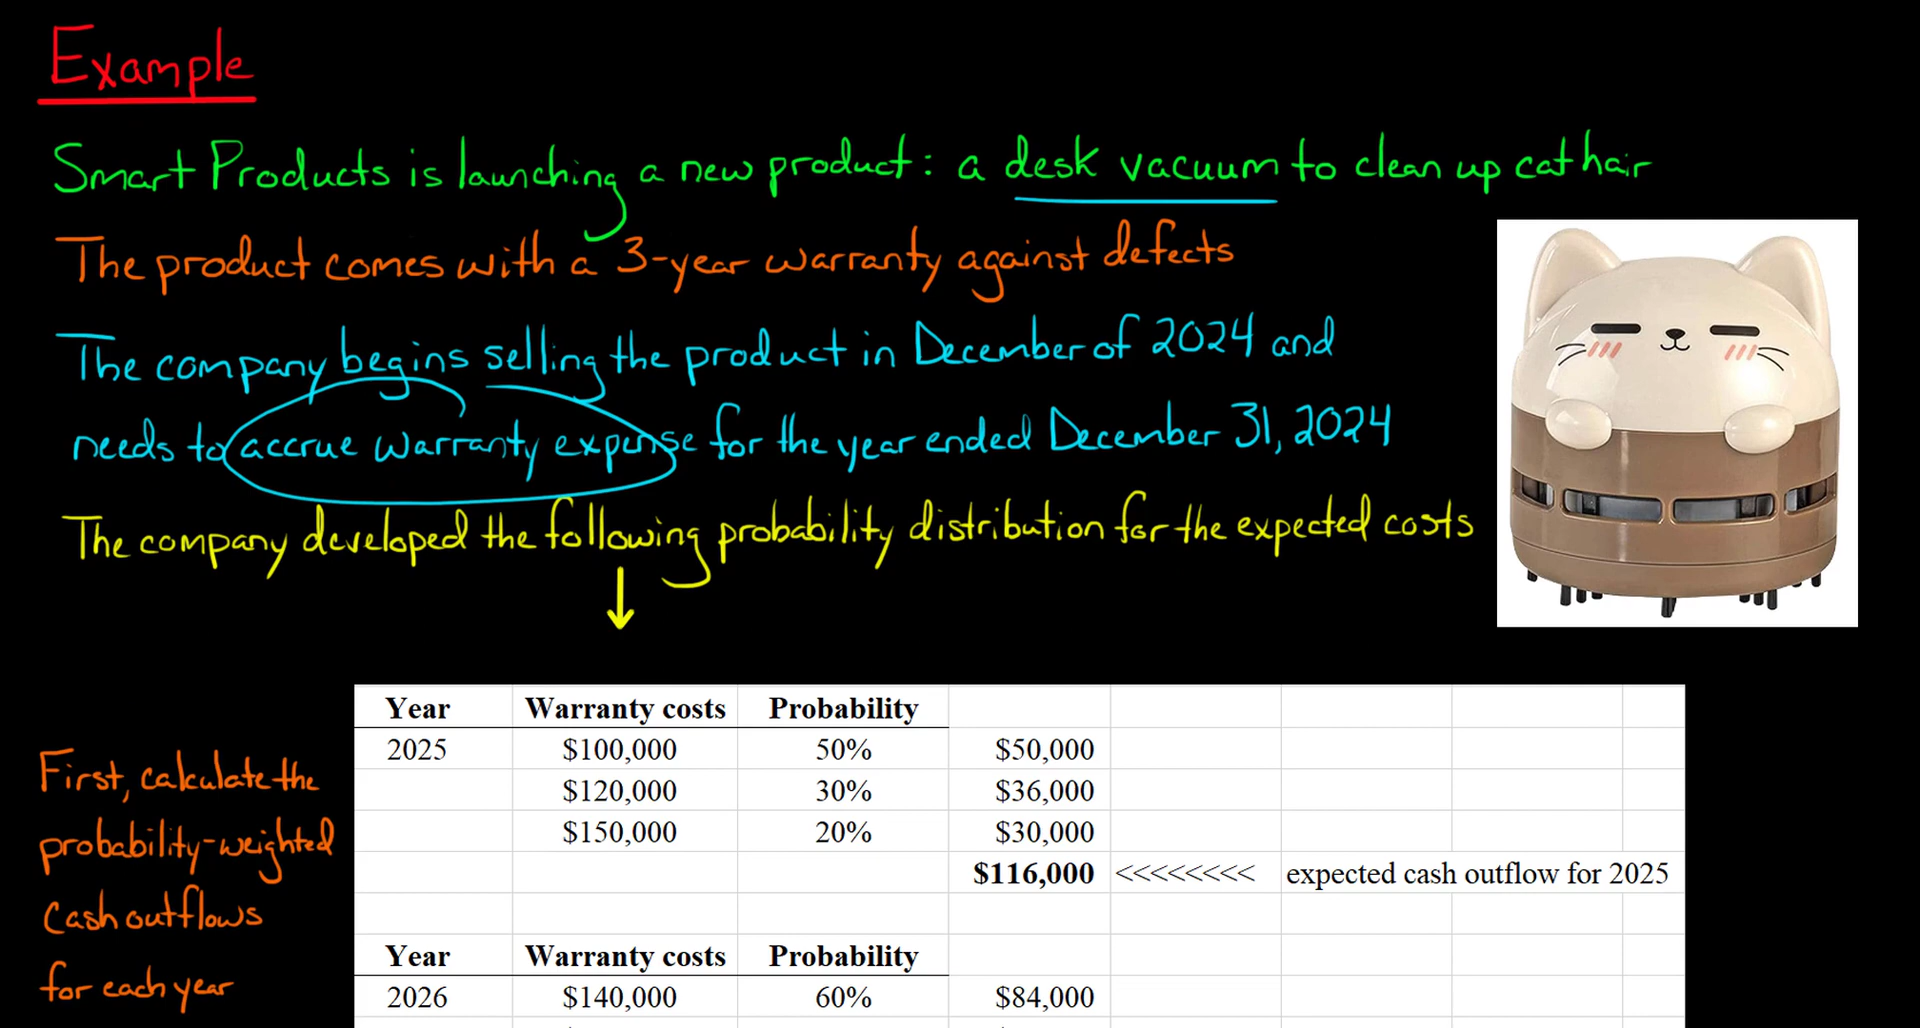 Example
Smart Products is launching a new product: a desk vacuum to clean up cat hair
The product comes with a 3-year warranty against defects
The company begins selling the product in December of 2024 and
needs to accrue warranty expense for the year ended December 31, 2024
The company developed the following probability distribution for the expected costs
First, calculate the
probability-weighted
Cash outflows
for each year
Year Warranty costs Probability
2025 $100,000 50% $50,000
$120,000 30% $36,000
$150,000 20% $30,000
$116,000 <<<<<<<< expected cash outflow for 2025
Year Warranty costs Probability
2026 $140,000 60% $84,000